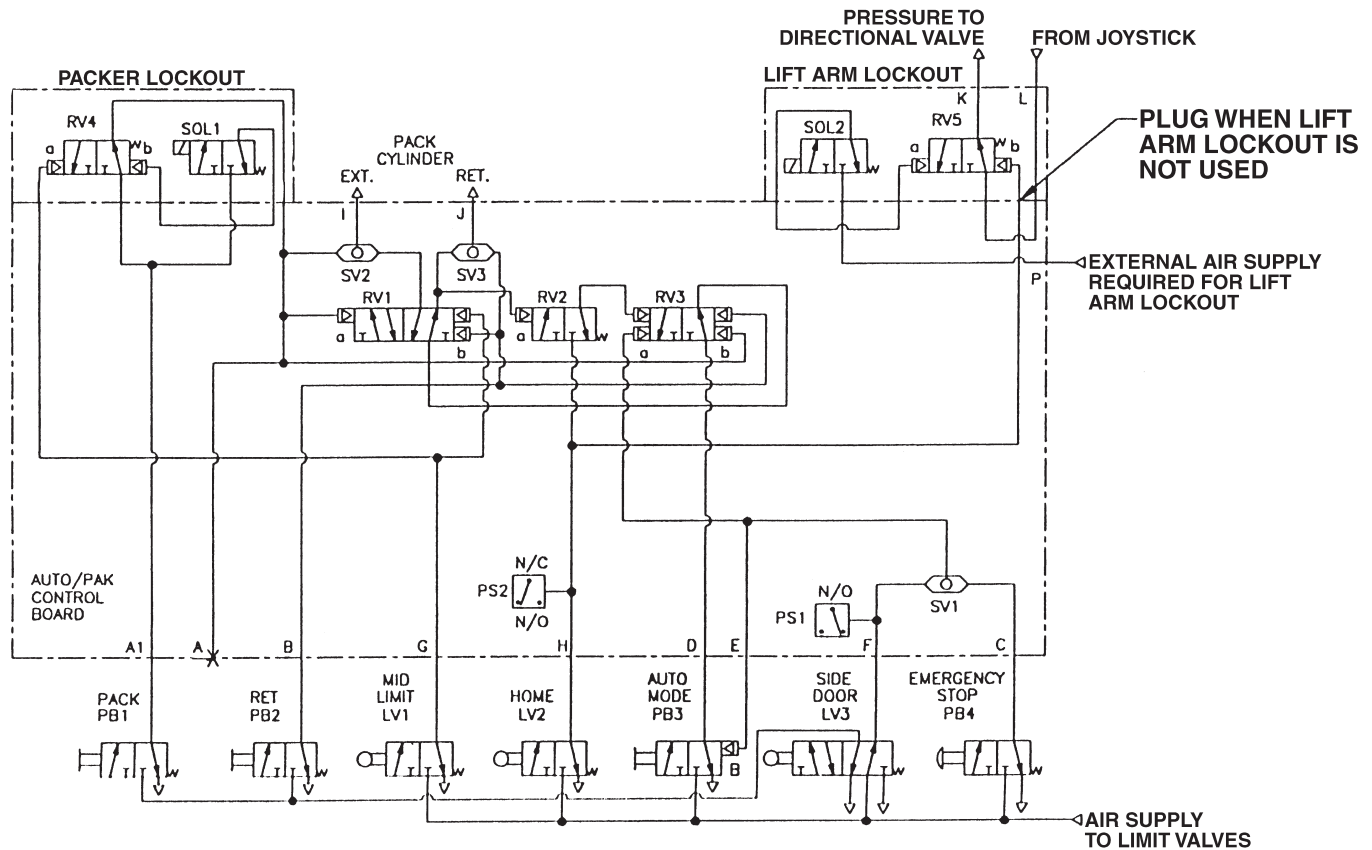 PRESSURE TO
DIRECTIONAL VALVE
FROM JOYSTICK
PACKER LOCKOUT
LIFT ARM LOCKOUT
K
L
RV4
SOL1
a
b
PACK
CYLINDER
EXT.
RET.
SOL2
RV5
a
b
PLUG WHEN LIFT
ARM LOCKOUT IS
NOT USED
I
J
SV2
SV3
EXTERNAL AIR SUPPLY
REQUIRED FOR LIFT
ARM LOCKOUT
P
RV1
RV2
RV3
a
b
a
a
b
AUTO/PAK
CONTROL
BOARD
N/C
PS2
N/O
N/O
PS1
SV1
A1
A
B
G
H
D
E
F
C
PACK
PB1
RET
PB2
MID
LIMIT
LV1
HOME
LV2
AUTO
MODE
PB3
SIDE
DOOR
LV3
EMERGENCY
STOP
PB4
B
AIR SUPPLY
TO LIMIT VALVES